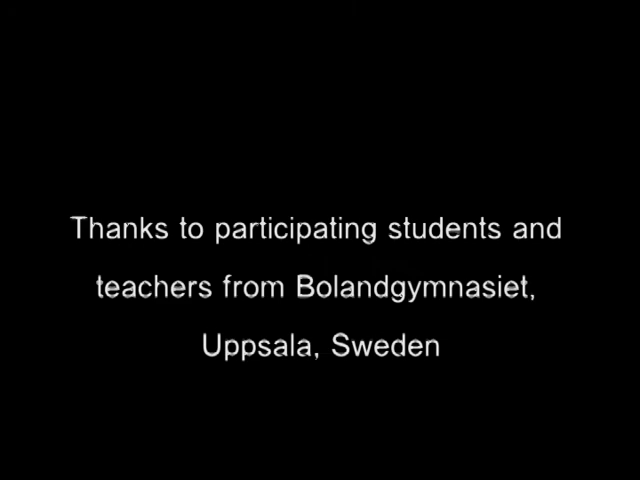 Thanks to participating students and
teachers from Bolandgymnasiet,
Uppsala, Sweden